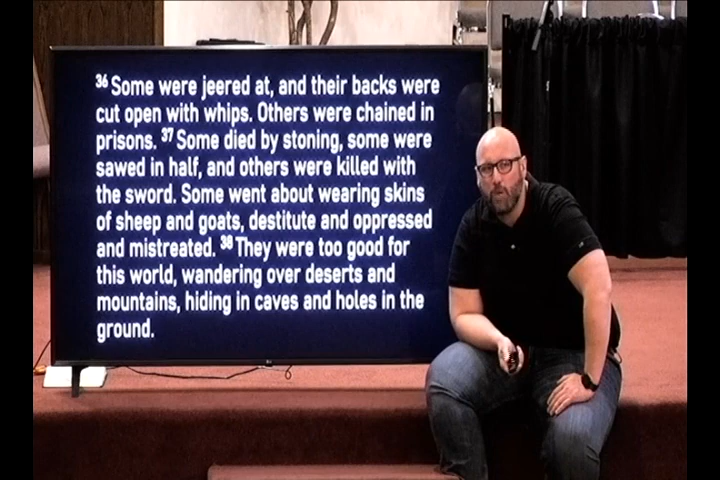 36 Some were jeered at, and their backs were
cut open with whips. Others were chained in
prisons. 37 Some died by stoning, some were
sawed in half, and others were killed with
the sword. Some went about wearing skins
of sheep and goats, destitute and oppressed
and mistreated. 38 They were too good for
this world, wandering over deserts and
mountains, hiding in caves and holes in the
ground.